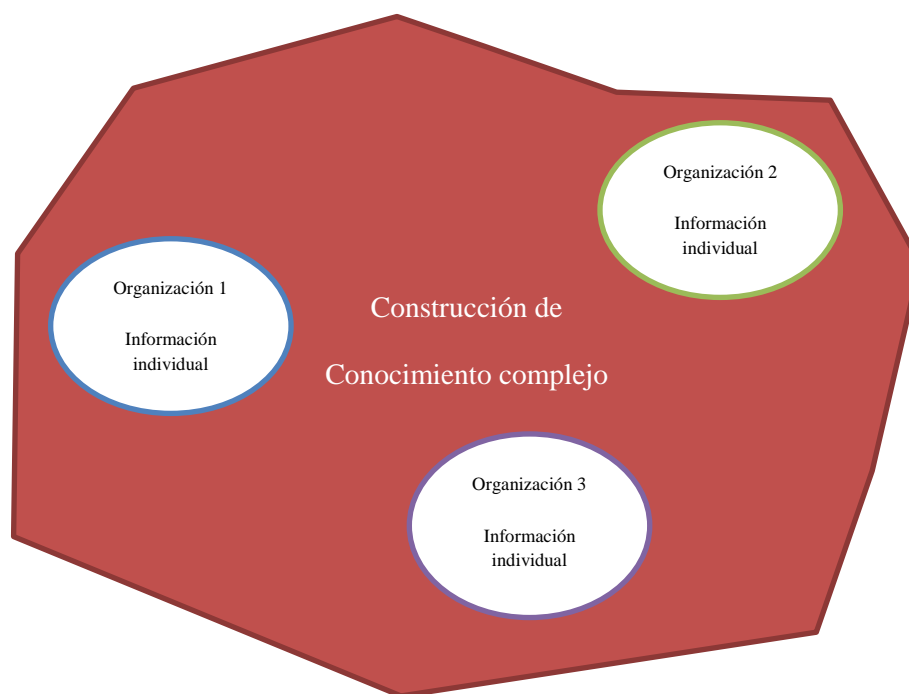 Organización 2
Información
individual
Organización 1
Información
individual
Construcción de
Conocimiento complejo
Organización 3
Información
individual